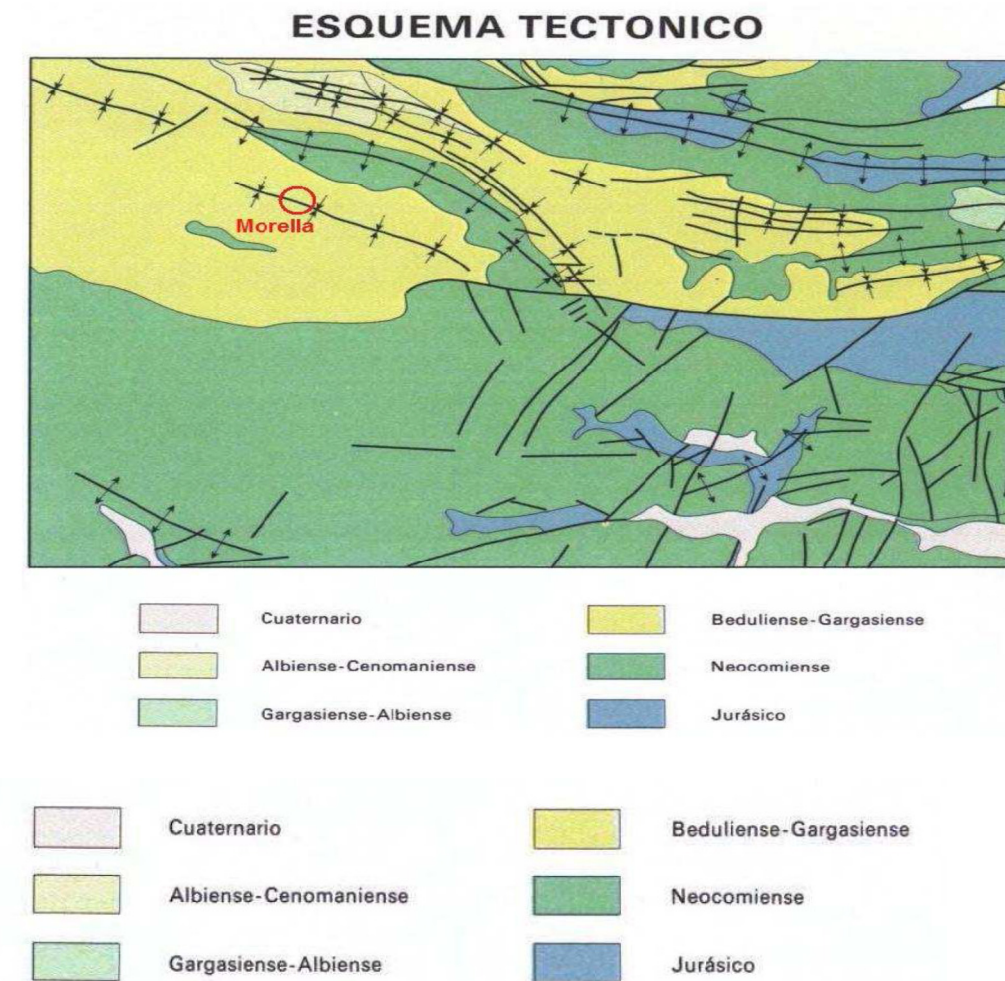 ESQUEMA TECTONICO
Morella
Cuaternario
Beduliense-Gargasiense
Albiense-Cenomaniense
Neocomiense
Gargasiense-Albiense
Jurásico
Cuaternario
Beduliense-Gargasiense
Albiense-Cenomaniense
Neocomiense
Gargasiense-Albiense
Jurásico